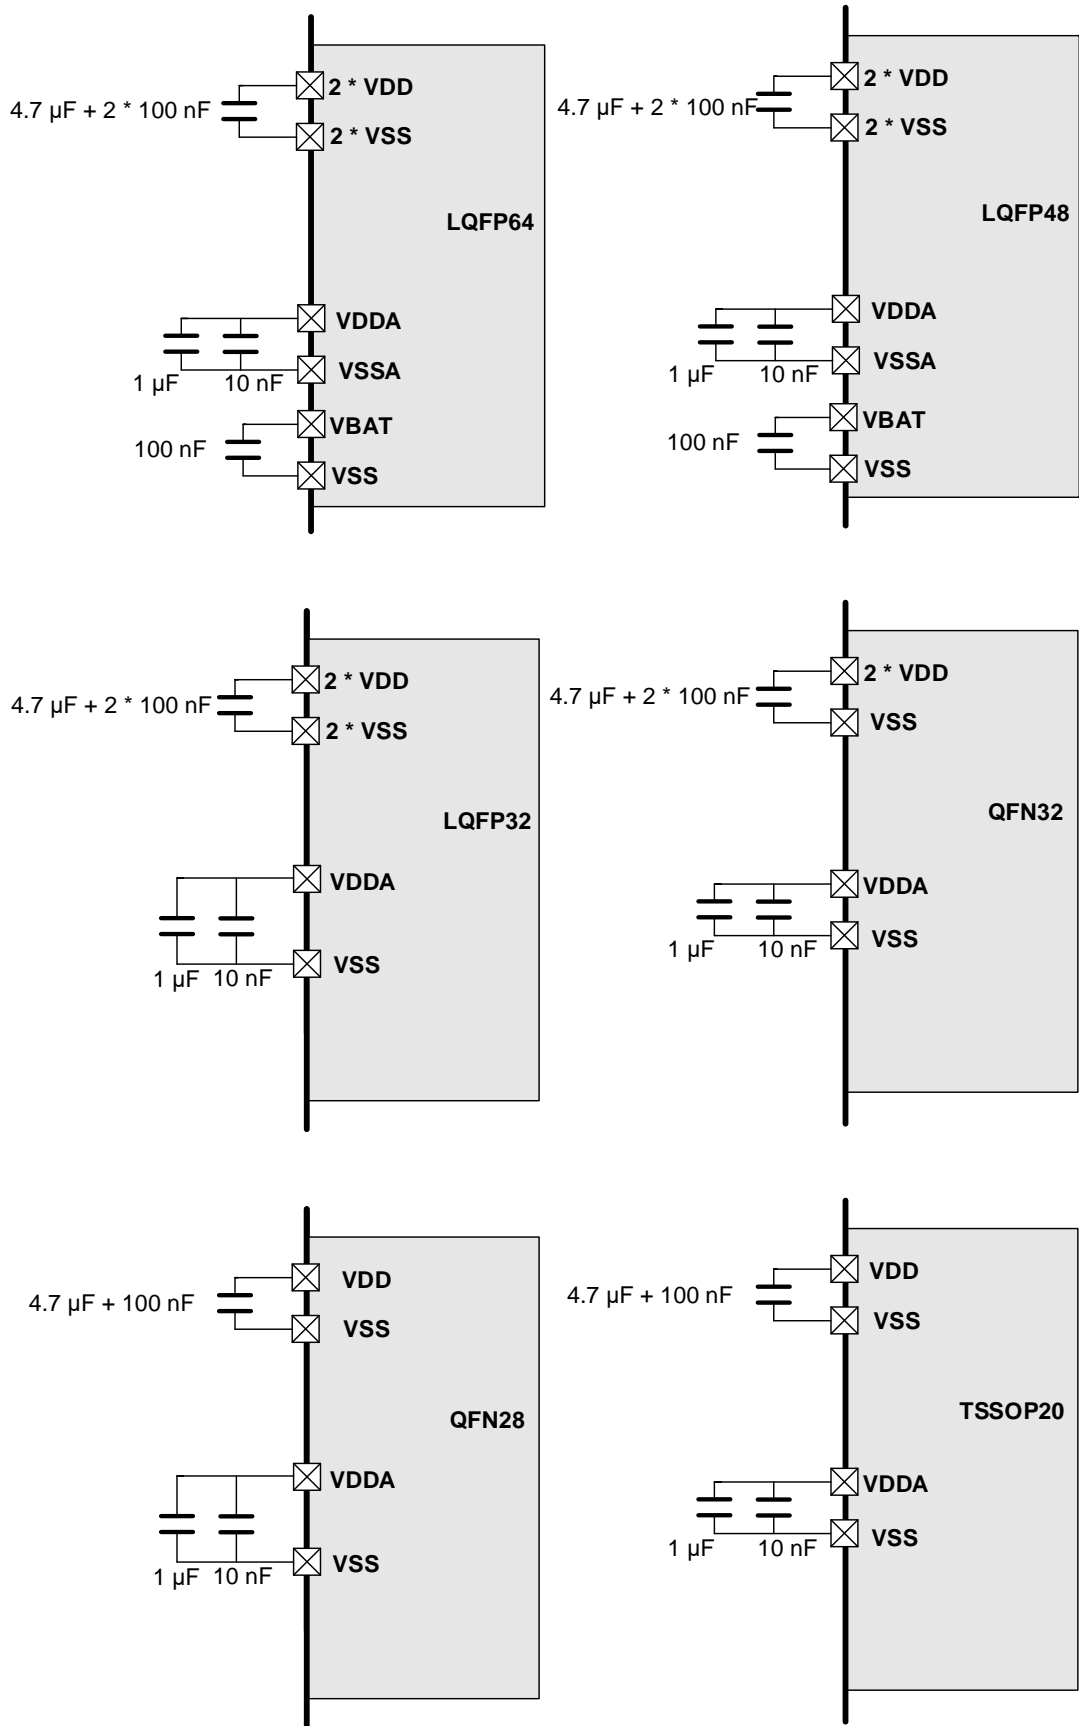 2 * VDD
4.7 µF + 2 * 100 nF
2 * VSS
LQFP64
VDDA
VSSA
1 µF
10 nF
VBAT
100 nF
VSS
2 * VDD
4.7 µF + 2 * 100 nF
2 * VSS
LQFP48
VDDA
VSSA
1 µF
10 nF
VBAT
100 nF
VSS
2 * VDD
4.7 µF + 2 * 100 nF
2 * VSS
LQFP32
VDDA
VSS
1 µF
10 nF
2 * VDD
4.7 µF + 2 * 100 nF
VSS
QFN32
VDDA
VSS
1 µF
10 nF
VDD
4.7 µF + 100 nF
VSS
QFN28
VDDA
VSS
1 µF
10 nF
VDD
4.7 µF + 100 nF
VSS
TSSOP20
VDDA
VSS
1 µF
10 nF